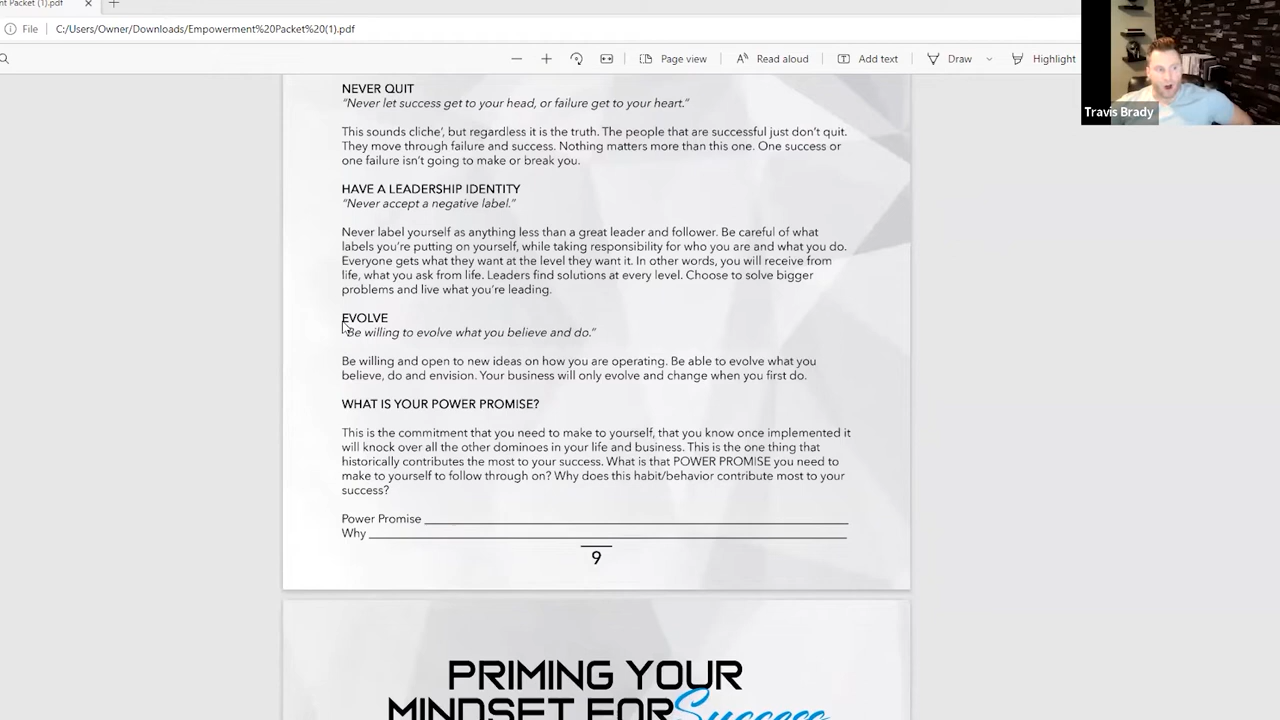 nt Packet (1).pdf
File C:/Users/Owner/Downloads/Empowerment%20Packet%20(1).pdf
Page view Read aloud Add text Draw Highlight
Travis Brady
NEVER QUIT
“Never let success get to your head, or failure get to your heart.”
This sounds cliche', but regardless it is the truth. The people that are successful just don't quit.
They move through failure and success. Nothing matters more than this one. One success or
one failure isn't going to make or break you.
HAVE A LEADERSHIP IDENTITY
“Never accept a negative label.”
Never label yourself as anything less than a great leader and follower. Be careful of what
labels you're putting on yourself, while taking responsibility for who you are and what you do.
Everyone gets what they want at the level they want it. In other words, you will receive from
life, what you ask from life. Leaders find solutions at every level. Choose to solve bigger
problems and live what you're leading.
EVOLVE
“Be willing to evolve what you believe and do.”
Be willing and open to new ideas on how you are operating. Be able to evolve what you
believe, do and envision. Your business will only evolve and change when you first do.
WHAT IS YOUR POWER PROMISE?
This is the commitment that you need to make to yourself, that you know once implemented it
will knock over all the other dominoes in your life and business. This is the one thing that
historically contributes the most to your success. What is that POWER PROMISE you need to
make to yourself to follow through on? Why does this habit/behavior contribute most to your
success?
Power Promise
Why
9
PRIMING YOUR
MINDSET FOR Success